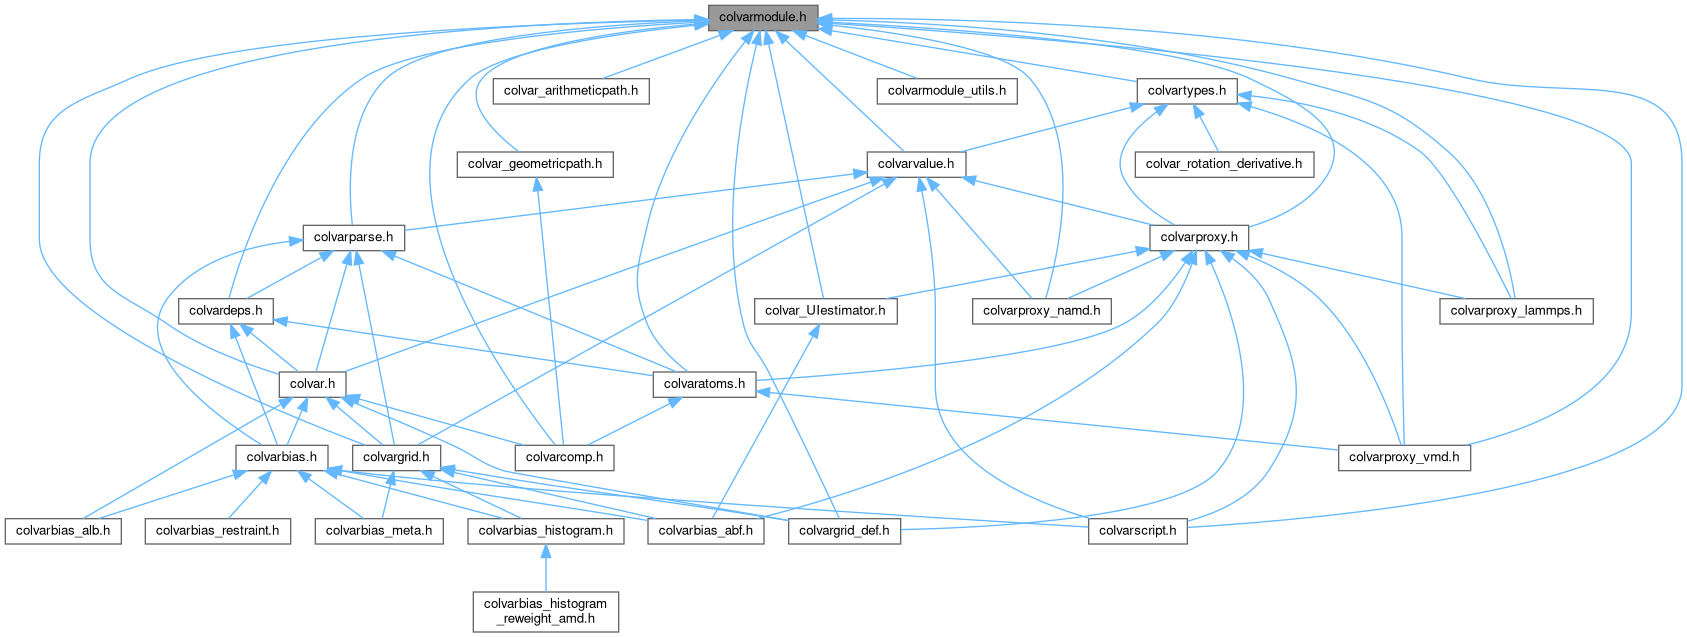 colvarmodule.h
colvar_arithmeticpath.h
colvarmodule_utils.h
colvartypes.h
colvar_geometricpath.h
colvarvalue.h
colvar_rotation_derivative.h
colvarparse.h
colvarproxy.h
colvardeps.h
colvar_UIestimator.h
colvarproxy_namd.h
colvarproxy_lammps.h
colvar.h
colvaratoms.h
colvarbias.h
colvargrid.h
colvarcomp.h
colvarproxy_vmd.h
colvarbias_alb.h
colvarbias_restraint.h
colvarbias_meta.h
colvarbias_histogram.h
colvarbias_abf.h
colvargrid_def.h
colvarscript.h
colvarbias_histogram
_reweight_amd.h